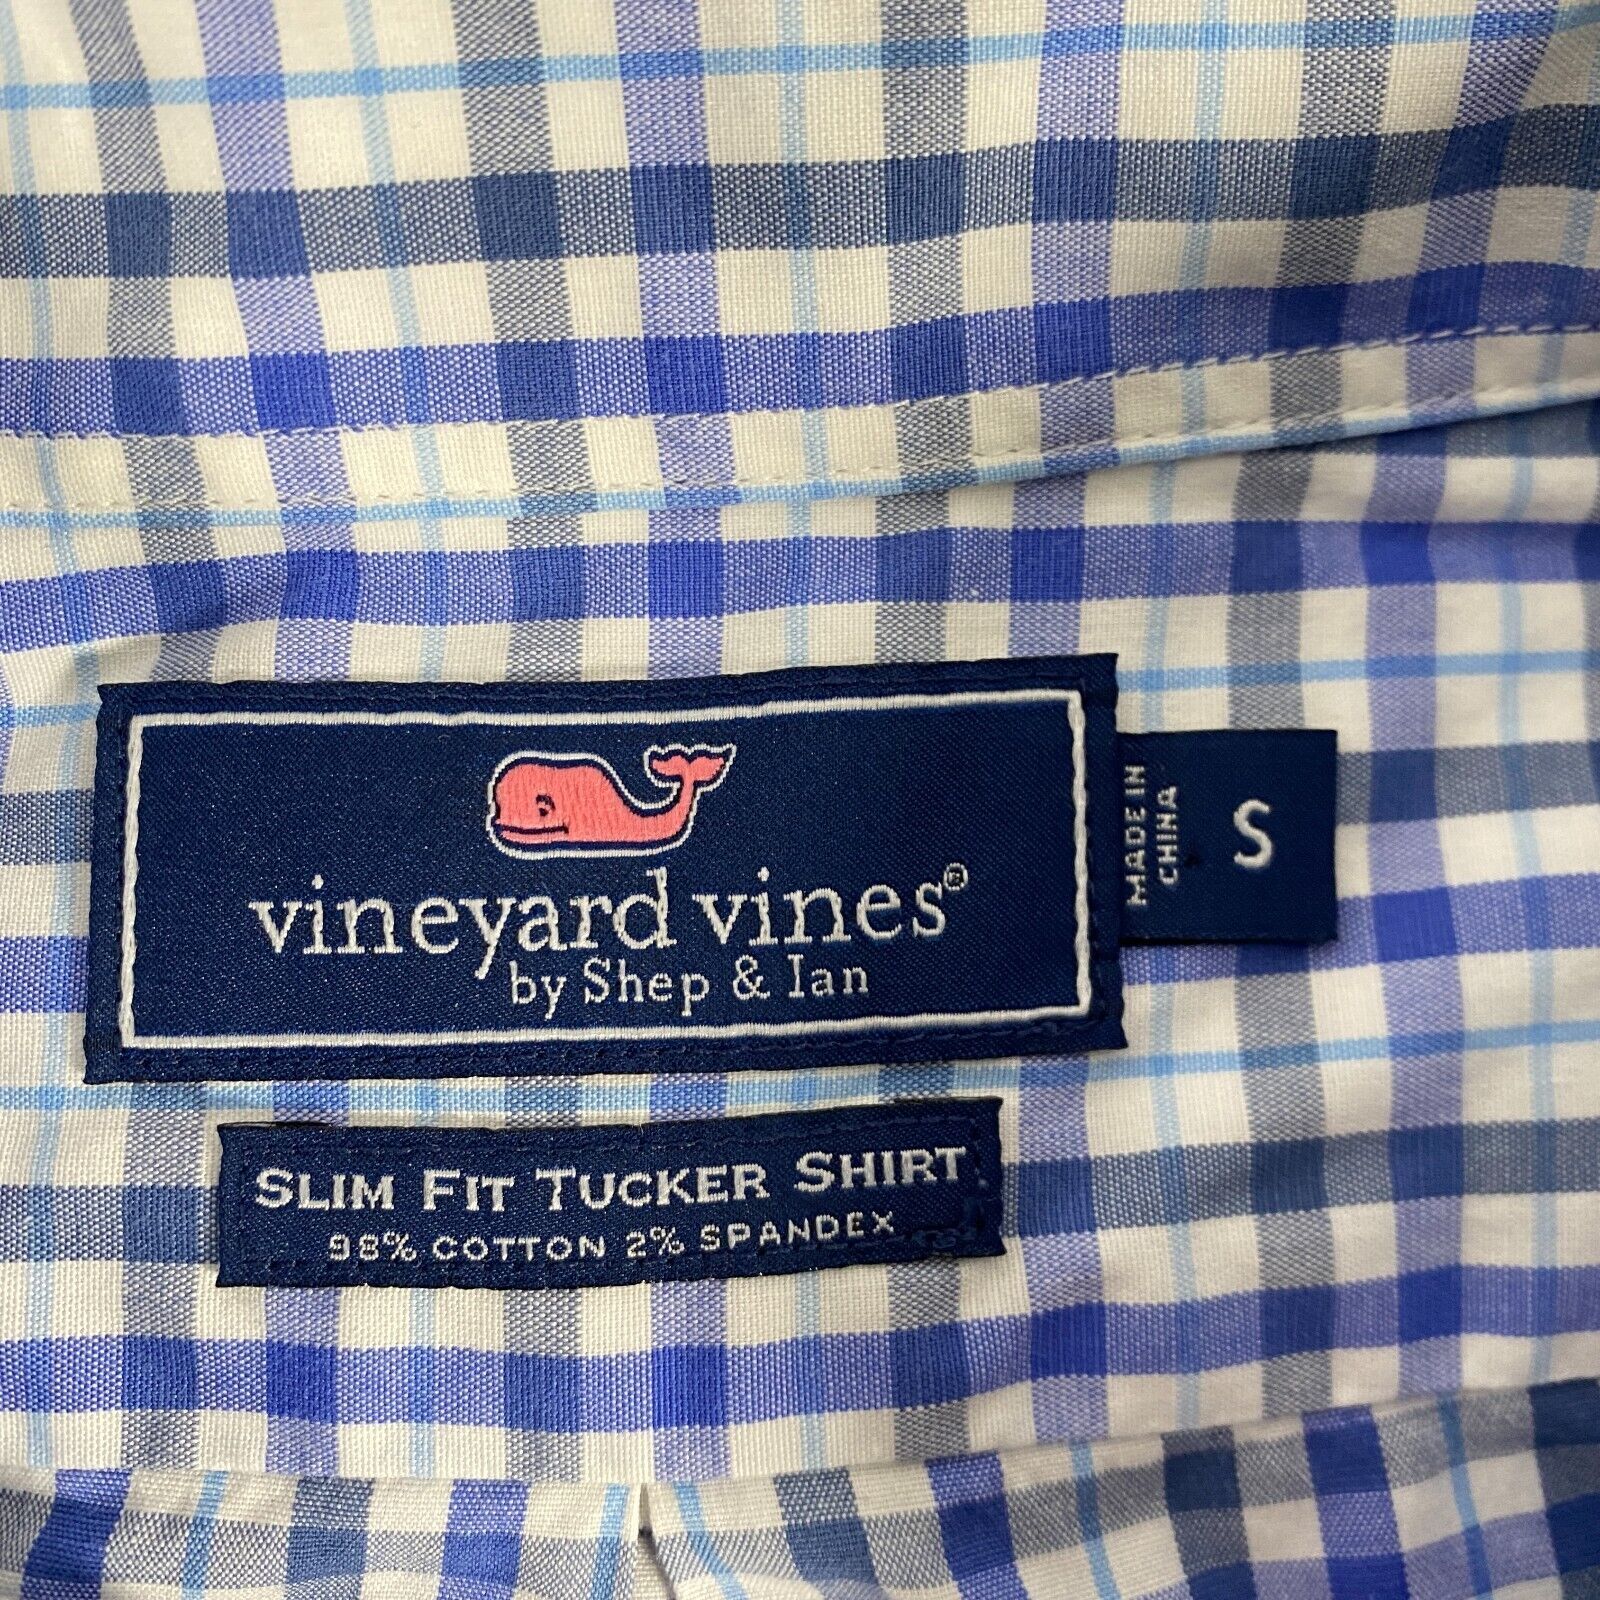 vineyard vines®
by Shep & Ian
MADE IN
CHINA
S
SLIM FIT TUCKER SHIRT
98% COTTON 2% SPANDEX